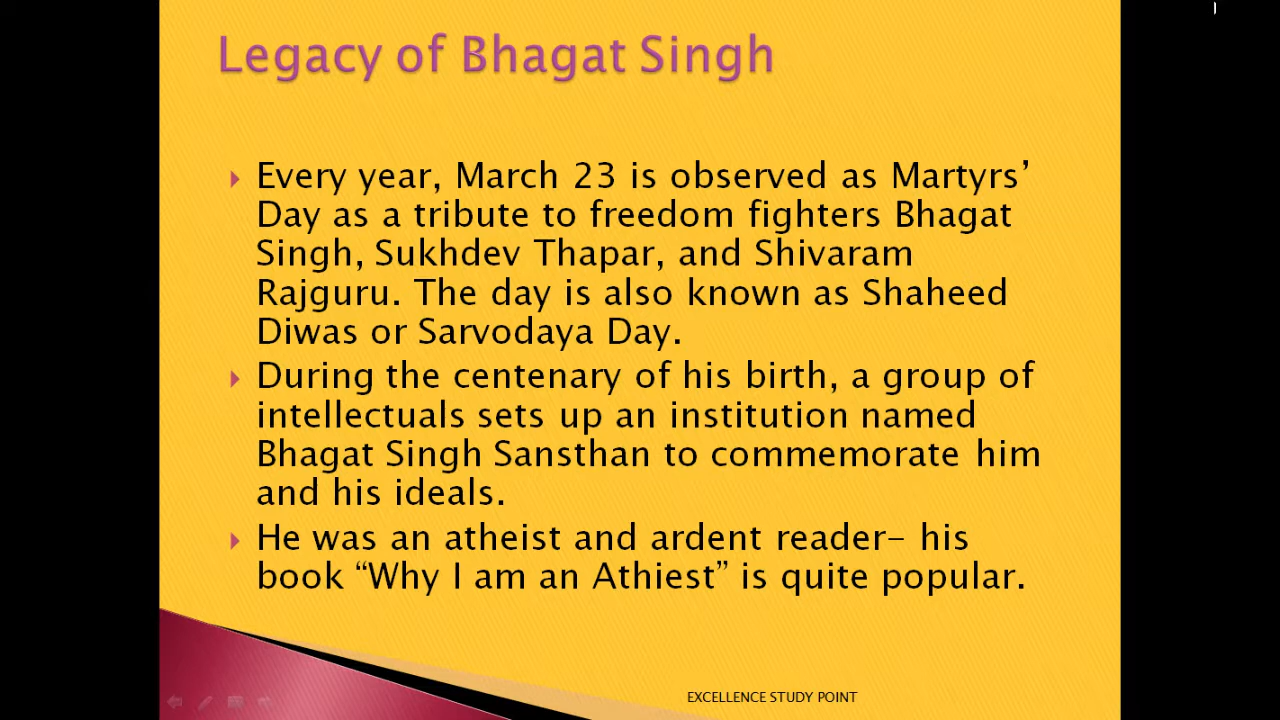 Legacy of Bhagat Singh
Every year, March 23 is observed as Martyrs’
Day as a tribute to freedom fighters Bhagat
Singh, Sukhdev Thapar, and Shivaram
Rajguru. The day is also known as Shaheed
Diwas or Sarvodaya Day.
During the centenary of his birth, a group of
intellectuals sets up an institution named
Bhagat Singh Sansthan to commemorate him
and his ideals.
He was an atheist and ardent reader– his
book “Why I am an Athiest” is quite popular.
EXCELLENCE STUDY POINT